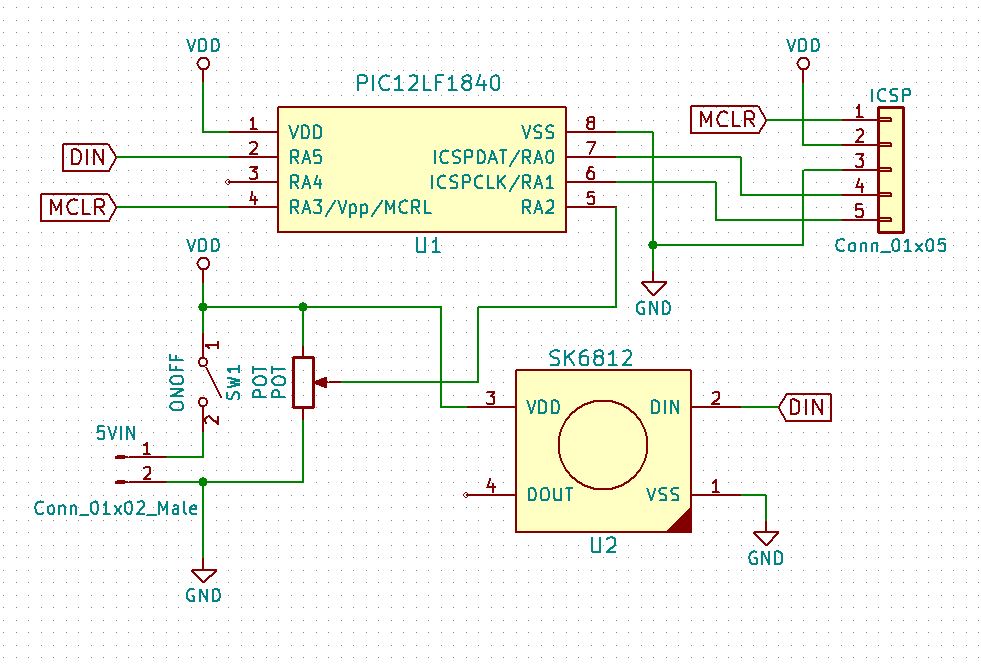 VDD
VDD
PIC12LF1840
ICSP
MCLR
1
1
VDD
VSS
8
2
DIN
2
RA5
ICSPDAT/RA0
7
3
3
RA4
ICSPCLK/RA1
6
4
MCLR
4
RA3/Vpp/MCRL
RA2
5
5
VDD
U1
Conn_01x05
GND
ONOFF
1
2
SW1
POT
POT
SK6812
3
VDD
DIN
2
DIN
5VIN
1
2
4
DOUT
VSS
1
Conn_01x02_Male
U2
GND
GND